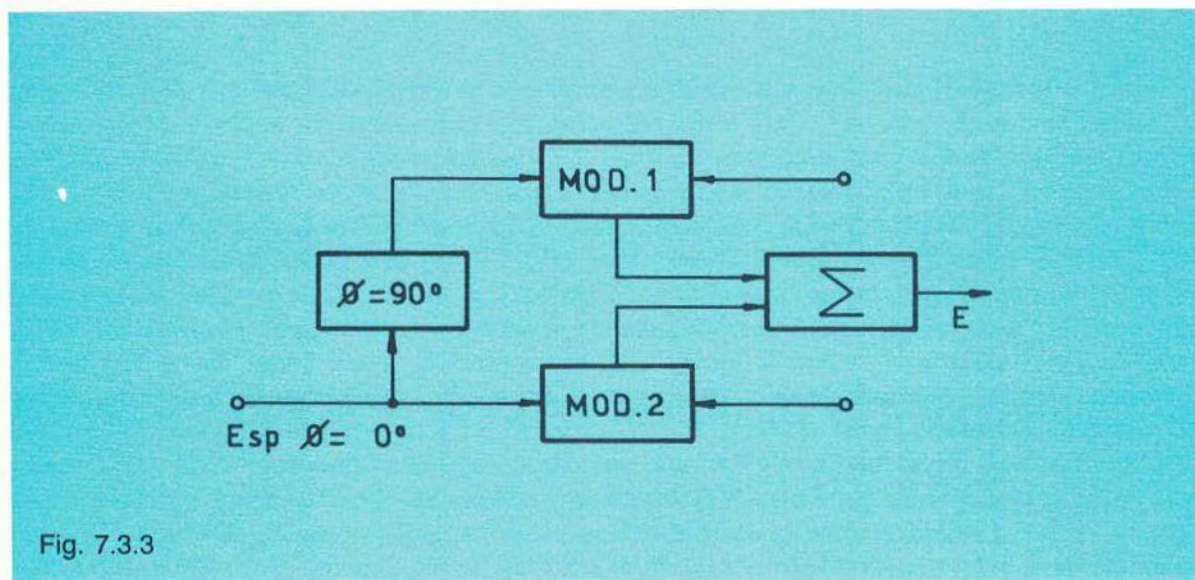 MOD.1
Ø=90°
Σ
E
MOD.2
Esp Ø= 0°
Fig. 7.3.3